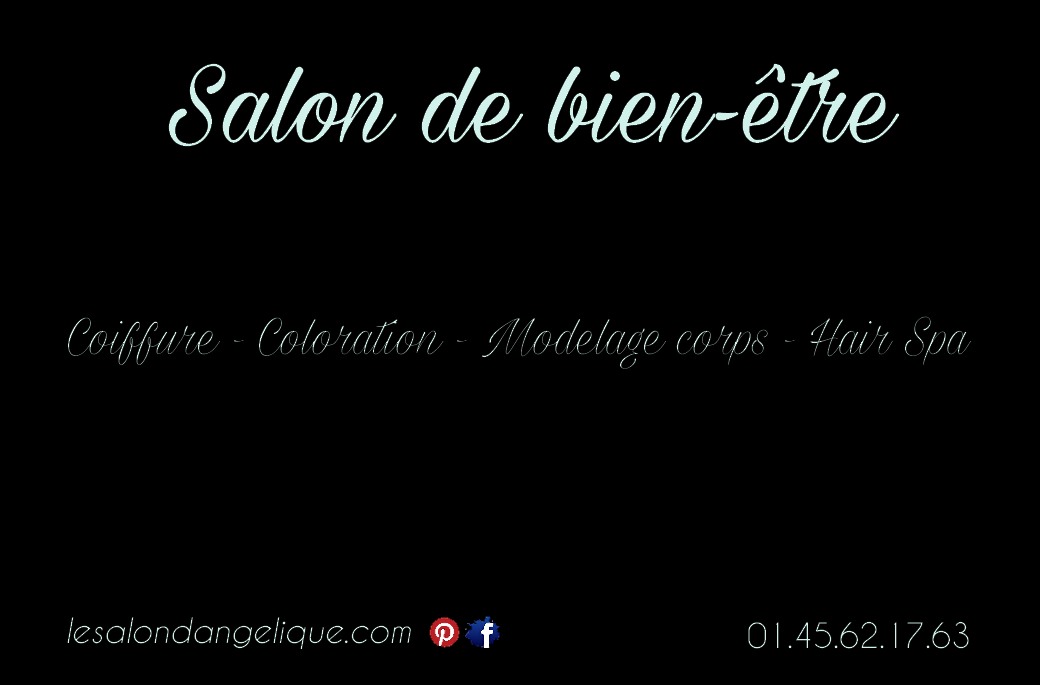 Salon de bien-être
Coiffure - Coloration - Modelage corps - Hair Spa
lesalondangelique.com
01.45.62.17.63